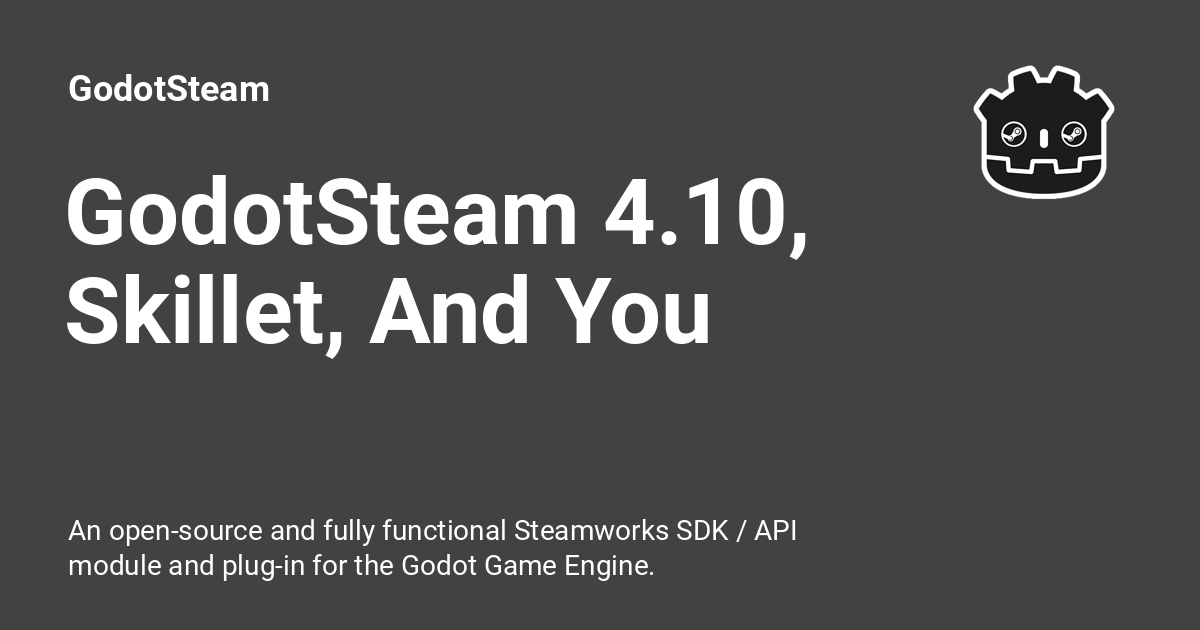 GodotSteam
GodotSteam 4.10,
Skillet, And You
An open-source and fully functional Steamworks SDK / API
module and plug-in for the Godot Game Engine.